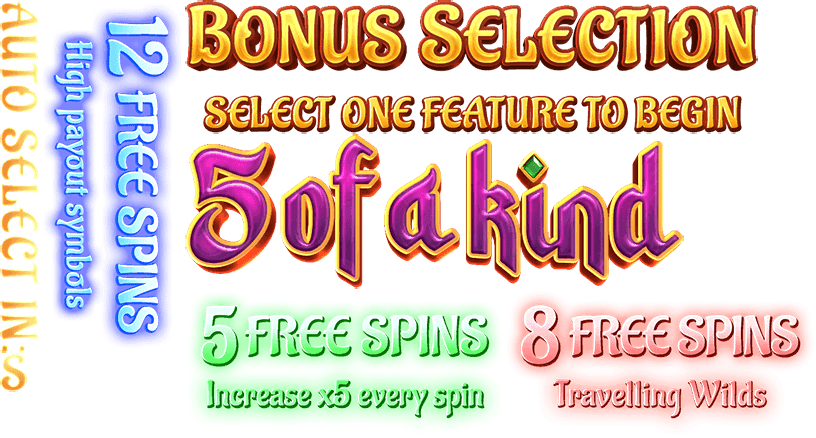 AUTO SELECT IN:S
12 FREE SPINS
High payout symbols
BONUS SELECTION
SELECT ONE FEATURE TO BEGIN
5 of a kind
5 FREE SPINS
Increase x5 every spin
8 FREE SPINS
Travelling Wilds